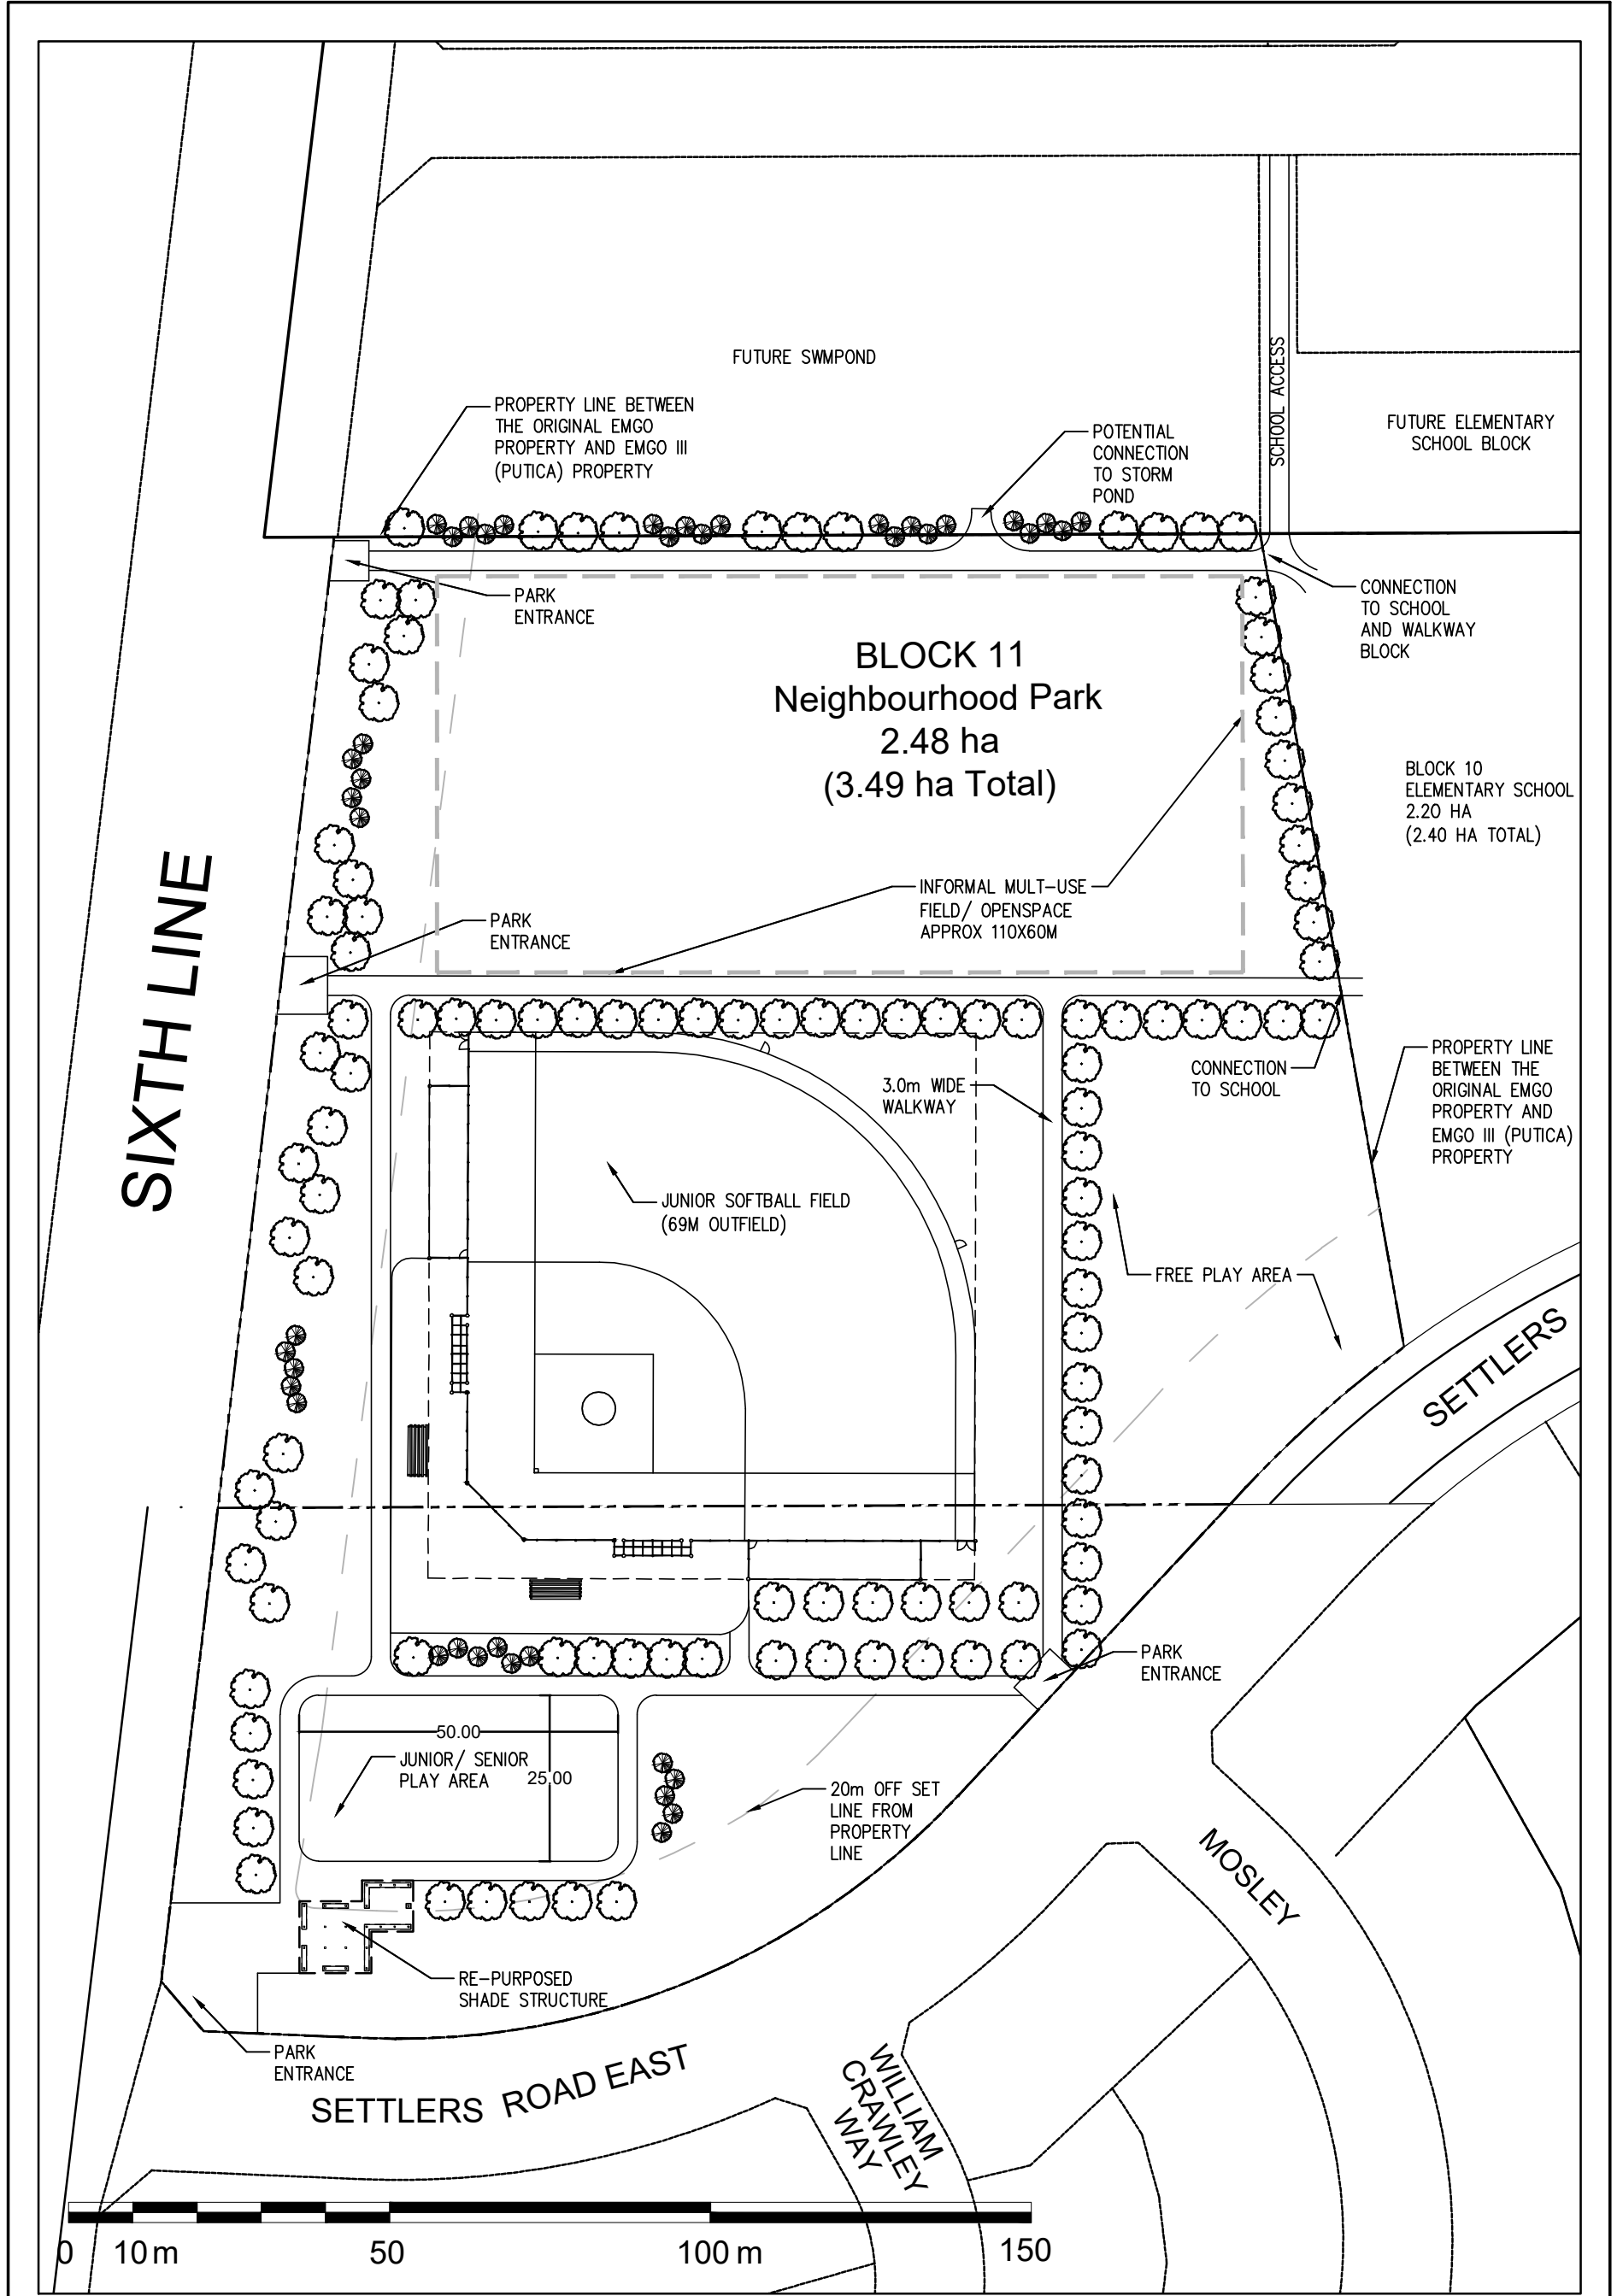 FUTURE SWMPOND
PROPERTY LINE BETWEEN
THE ORIGINAL EMGO
PROPERTY AND EMGO III
(PUTICA) PROPERTY
POTENTIAL
CONNECTION
TO STORM
POND
SCHOOL ACCESS
FUTURE ELEMENTARY
SCHOOL BLOCK
PARK
ENTRANCE
CONNECTION
TO SCHOOL
AND WALKWAY
BLOCK
BLOCK 11
Neighbourhood Park
2.48 ha
(3.49 ha Total)
BLOCK 10
ELEMENTARY SCHOOL
2.20 HA
(2.40 HA TOTAL)
INFORMAL MULT-USE
FIELD/ OPENSPACE
APPROX 110X60M
PARK
ENTRANCE
SIXTH LINE
3.0m WIDE
WALKWAY
CONNECTION
TO SCHOOL
PROPERTY LINE
BETWEEN THE
ORIGINAL EMGO
PROPERTY AND
EMGO III (PUTICA)
PROPERTY
JUNIOR SOFTBALL FIELD
(69M OUTFIELD)
FREE PLAY AREA
SETTLERS
PARK
ENTRANCE
50.00
JUNIOR/ SENIOR
PLAY AREA
25.00
20m OFF SET
LINE FROM
PROPERTY
LINE
MOSLEY
RE-PURPOSED
SHADE STRUCTURE
PARK
ENTRANCE
SETTLERS ROAD EAST
WILLIAM
CRAWLEY
WAY
0 10 m 50 100 m 150